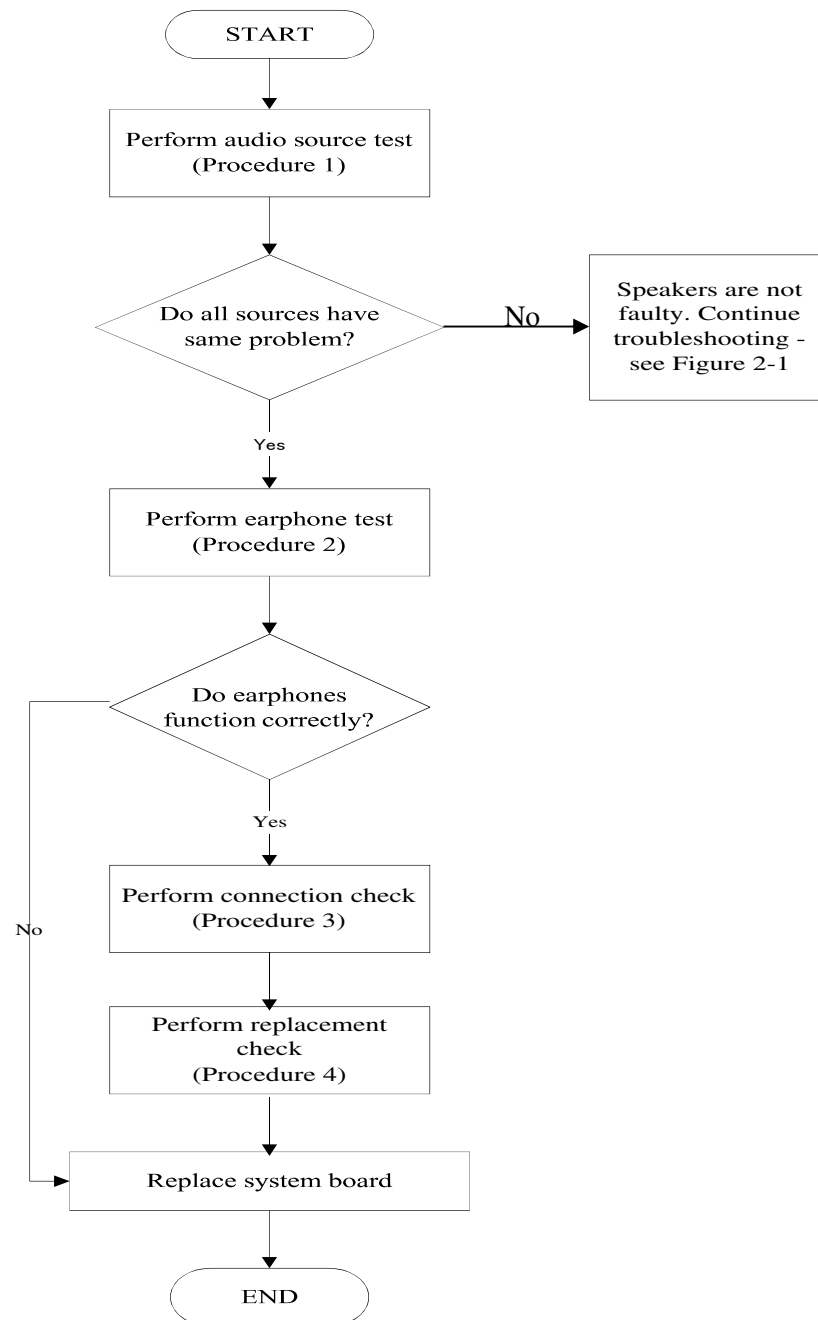 START
Perform audio source test
(Procedure 1)
Do all sources have
same problem?
No
Speakers are not
faulty. Continue
troubleshooting -
see Figure 2-1
Yes
Perform earphone test
(Procedure 2)
Do earphones
function correctly?
Yes
Perform connection check
(Procedure 3)
No
Perform replacement
check
(Procedure 4)
Replace system board
END